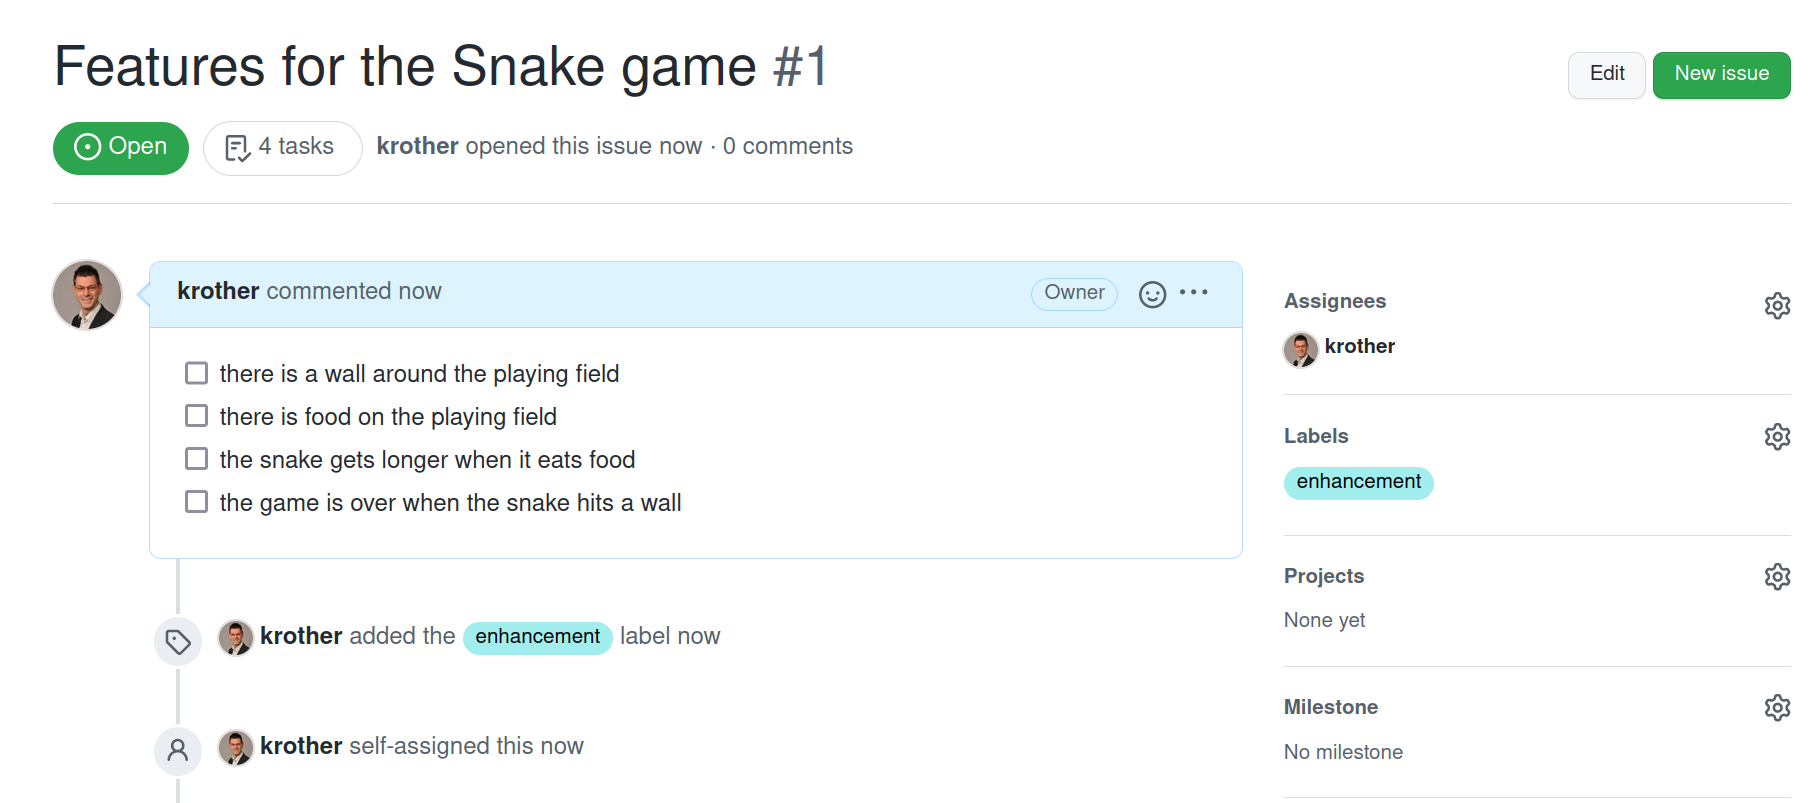 Features for the Snake game #1
Edit
New issue
Open
4 tasks
krother opened this issue now · 0 comments
krother commented now
Owner
there is a wall around the playing field
there is food on the playing field
the snake gets longer when it eats food
the game is over when the snake hits a wall
krother added the enhancement label now
krother self-assigned this now
Assignees
krother
Labels
enhancement
Projects
None yet
Milestone
No milestone